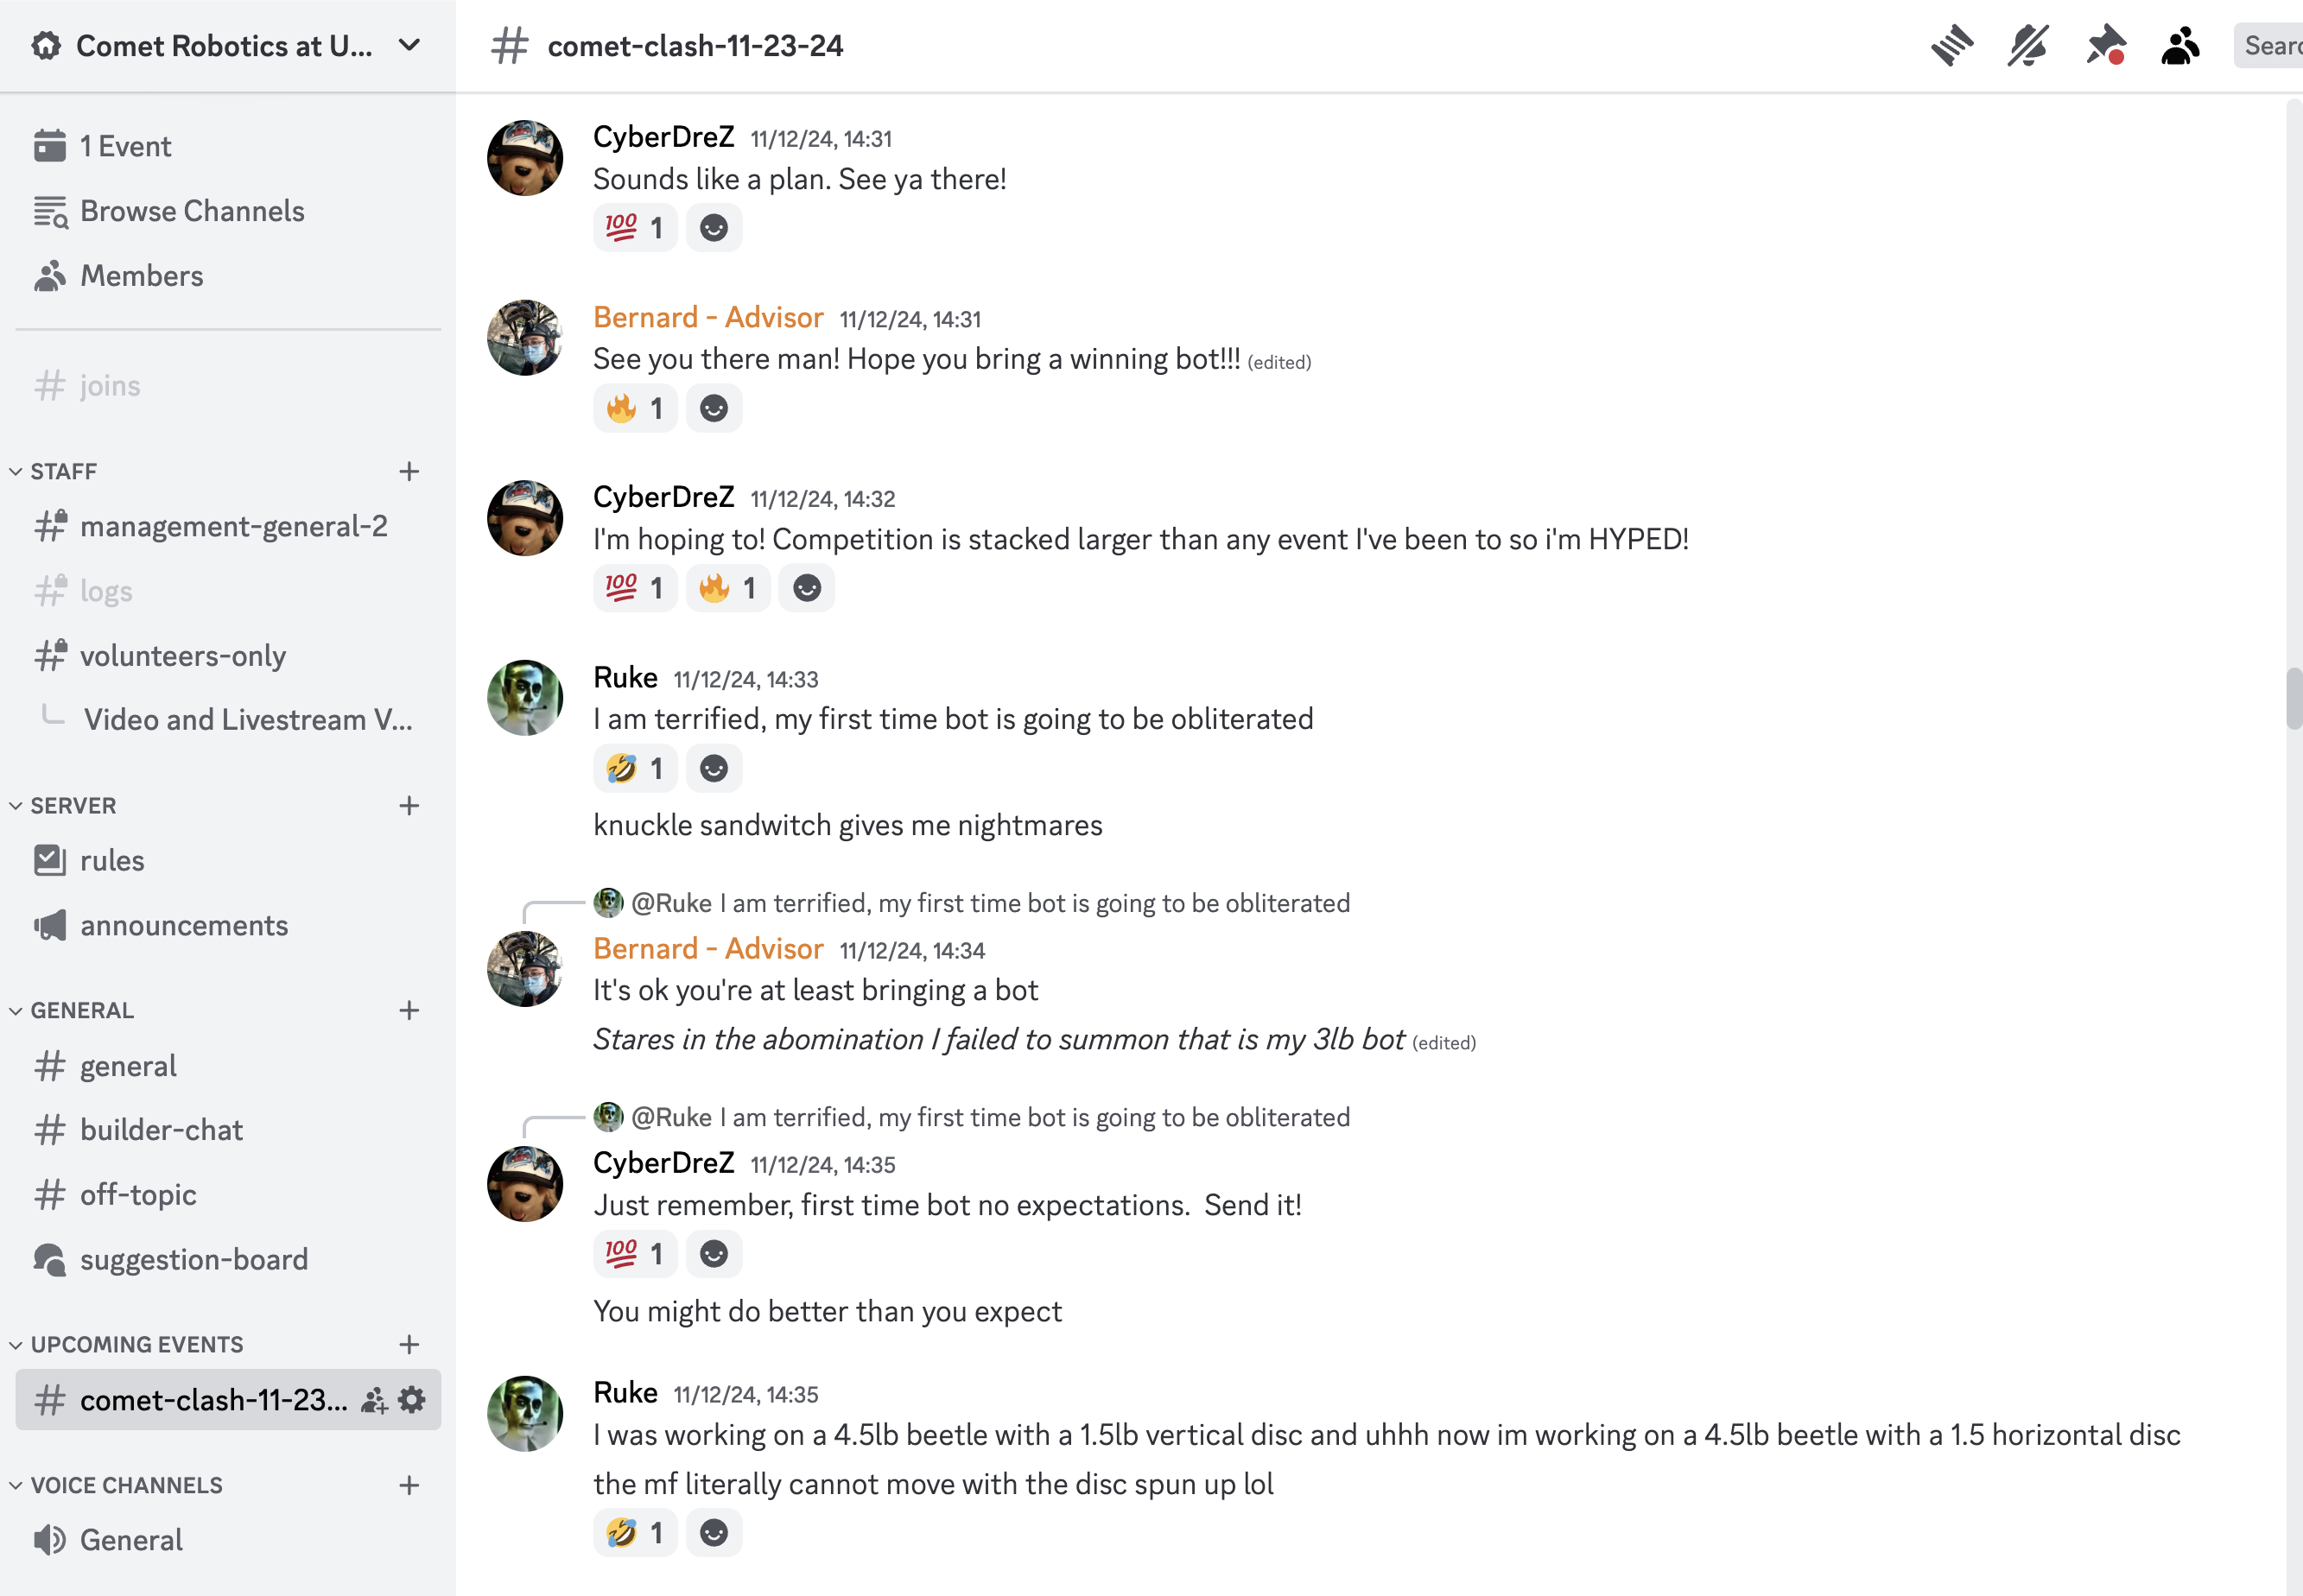 Comet Robotics at U...
1 Event
Browse Channels
Members
joins
STAFF
management-general-2
logs
volunteers-only
Video and Livestream V...
SERVER
rules
announcements
GENERAL
general
builder-chat
off-topic
suggestion-board
UPCOMING EVENTS
comet-clash-11-23...
VOICE CHANNELS
General
comet-clash-11-23-24
Searc
CyberDreZ 11/12/24, 14:31
Sounds like a plan. See ya there!
💯 1
Bernard - Advisor 11/12/24, 14:31
See you there man! Hope you bring a winning bot!!! (edited)
🔥 1
CyberDreZ 11/12/24, 14:32
I'm hoping to! Competition is stacked larger than any event I've been to so i'm HYPED!
💯 1 🔥 1
Ruke 11/12/24, 14:33
I am terrified, my first time bot is going to be obliterated
🤣 1
knuckle sandwitch gives me nightmares
@Ruke I am terrified, my first time bot is going to be obliterated
Bernard - Advisor 11/12/24, 14:34
It's ok you're at least bringing a bot
Stares in the abomination I failed to summon that is my 3lb bot (edited)
@Ruke I am terrified, my first time bot is going to be obliterated
CyberDreZ 11/12/24, 14:35
Just remember, first time bot no expectations.  Send it!
💯 1
You might do better than you expect
Ruke 11/12/24, 14:35
I was working on a 4.5lb beetle with a 1.5lb vertical disc and uhhh now im working on a 4.5lb beetle with a 1.5 horizontal disc
the mf literally cannot move with the disc spun up lol
🤣 1